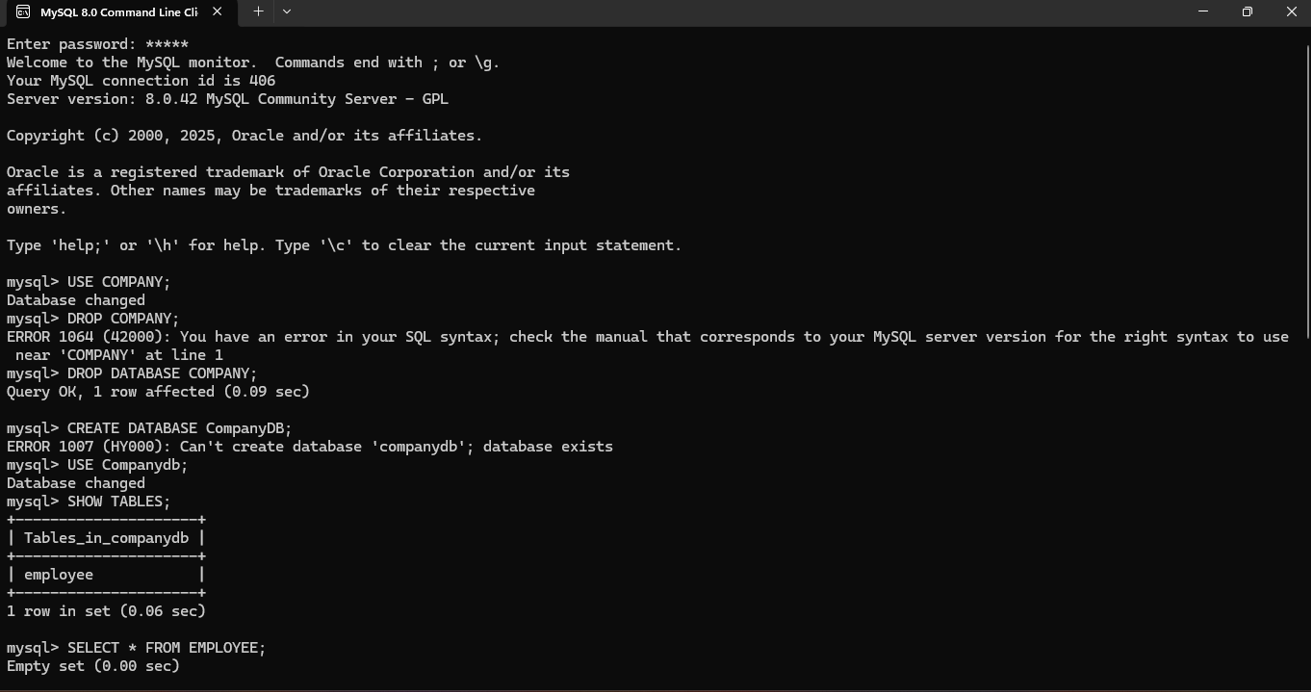 MySQL 8.0 Command Line Cli
Enter password: *****
Welcome to the MySQL monitor.  Commands end with ; or \g.
Your MySQL connection id is 406
Server version: 8.0.42 MySQL Community Server - GPL
Copyright (c) 2000, 2025, Oracle and/or its affiliates.
Oracle is a registered trademark of Oracle Corporation and/or its
affiliates. Other names may be trademarks of their respective
owners.
Type 'help;' or '\h' for help. Type '\c' to clear the current input statement.
mysql> USE COMPANY;
Database changed
mysql> DROP COMPANY;
ERROR 1064 (42000): You have an error in your SQL syntax; check the manual that corresponds to your MySQL server version for the right syntax to use
 near 'COMPANY' at line 1
mysql> DROP DATABASE COMPANY;
Query OK, 1 row affected (0.09 sec)
mysql> CREATE DATABASE CompanyDB;
ERROR 1007 (HY000): Can't create database 'companydb'; database exists
mysql> USE Companydb;
Database changed
mysql> SHOW TABLES;
+---------------------+
| Tables_in_companydb |
+---------------------+
| employee            |
+---------------------+
1 row in set (0.06 sec)
mysql> SELECT * FROM EMPLOYEE;
Empty set (0.00 sec)